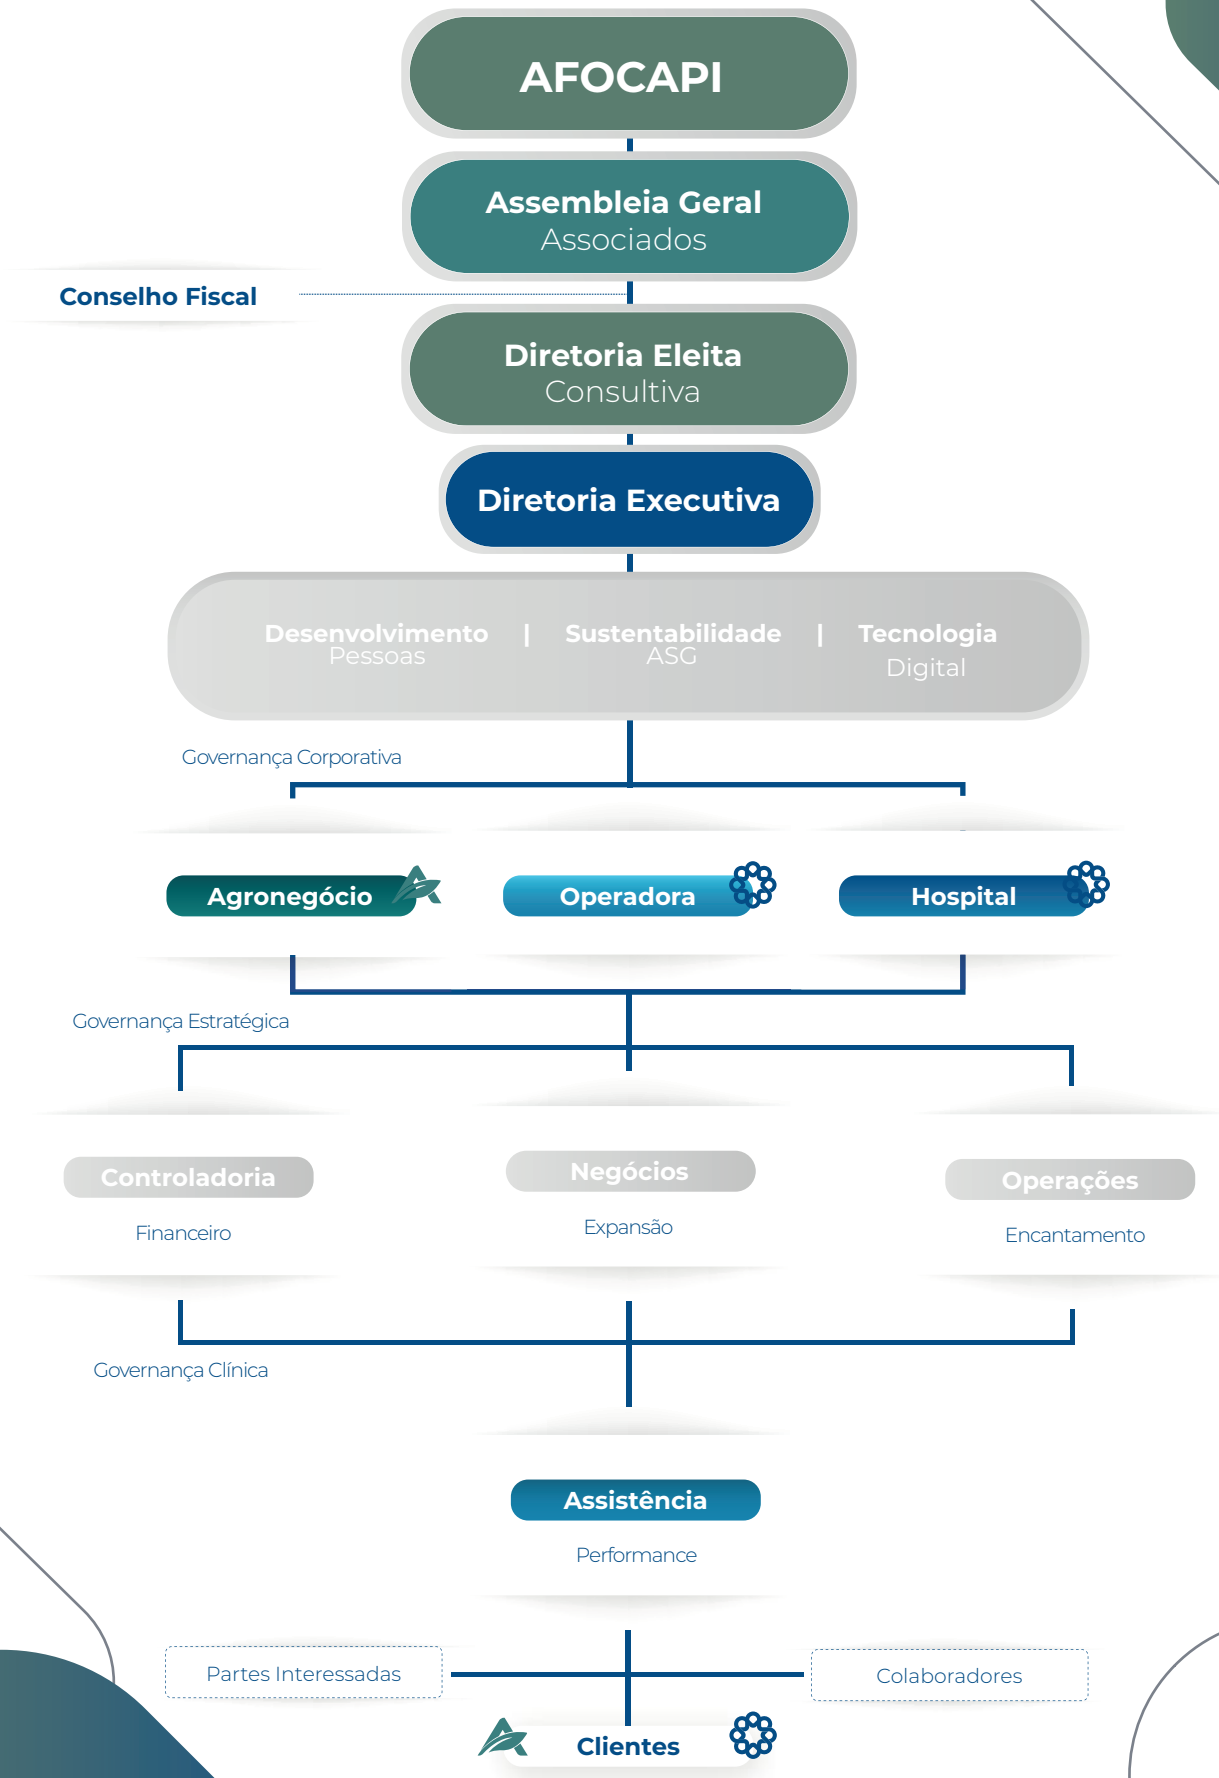 AFOCAPI
Assembleia Geral
Associados
Conselho Fiscal
Diretoria Eleita
Consultiva
Diretoria Executiva
Desenvolvimento | Sustentabilidade | Tecnologia
Pessoas ASG Digital
Governança Corporativa
Agronegócio Operadora Hospital
Governança Estratégica
Controladoria Negócios Operações
Financeiro Expansão Encantamento
Governança Clínica
Assistência
Performance
Partes Interessadas Colaboradores
Clientes